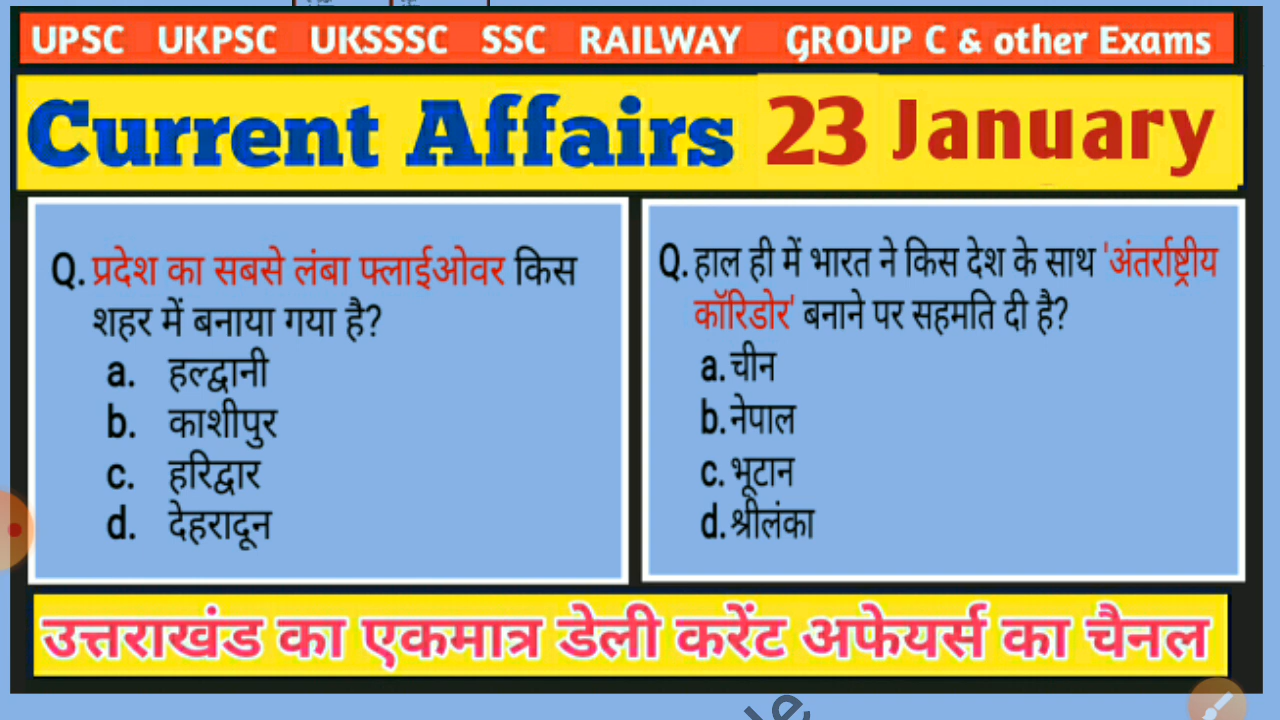 UPSC UKPSC UKSSSC SSC RAILWAY GROUP C & other Exams
Current Affairs 23 January
Q. प्रदेश का सबसे लंबा फ्लाईओवर किस
शहर में बनाया गया है?
a. हल्द्वानी
b. काशीपुर
c. हरिद्वार
d. देहरादून
Q. हाल ही में भारत ने किस देश के साथ 'अंतर्राष्ट्रीय
कॉरिडोर' बनाने पर सहमति दी है?
a. चीन
b. नेपाल
c. भूटान
d. श्रीलंका
उत्तराखंड का एकमात्र डेली करेंट अफेयर्स का चैनल